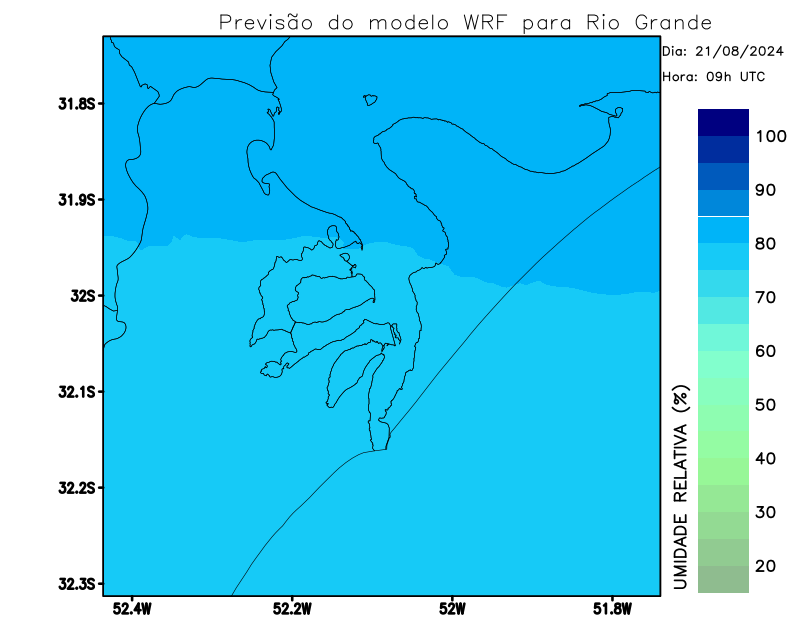 Previsão do modelo WRF para Rio Grande
Dia: 21/08/2024
Hora: 09h UTC
31.8S
31.9S
32S
32.1S
32.2S
32.3S
52.4W
52.2W
52W
51.8W
UMIDADE RELATIVA (%)
100
90
80
70
60
50
40
30
20